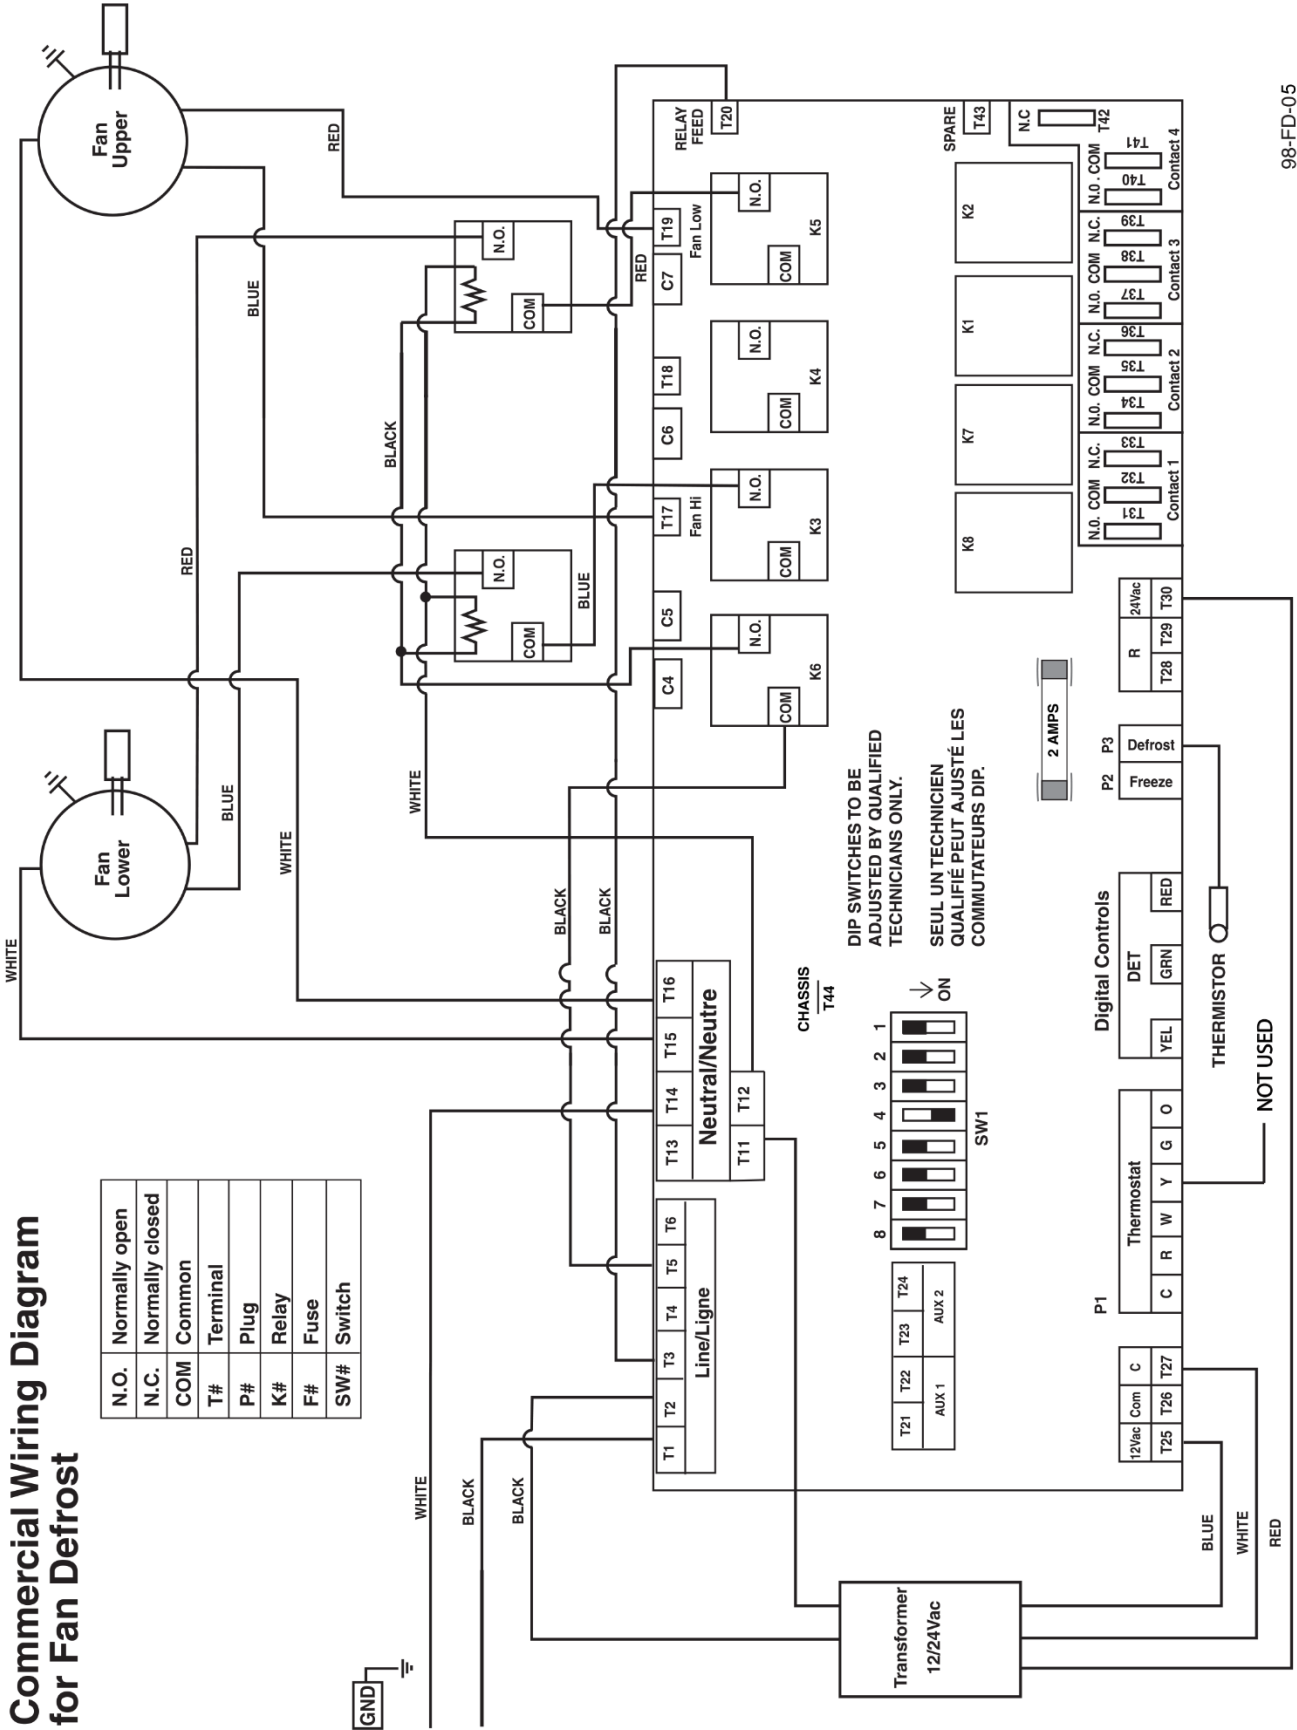 Commercial Wiring Diagram
for Fan Defrost
N.O. Normally open
N.C. Normally closed
COM Common
T# Terminal
P# Plug
K# Relay
F# Fuse
SW# Switch
GND
WHITE
BLACK
BLACK
WHITE
Fan
Lower
BLUE
WHITE
RED
BLUE
Fan
Upper
RED
BLACK
WHITE
BLACK
BLACK
N.O.
COM
BLUE
N.O.
COM
RED
T1
T2
T3
T4
T5
T6
Line/Ligne
T13
T14
T15
T16
Neutral/Neutre
T11
T12
C4
C5
T17
C6
T18
C7
T19
Fan Hi
Fan Low
RELAY
FEED
T20
N.O.
COM
K6
N.O.
COM
K3
N.O.
COM
K4
N.O.
COM
K5
T21
T22
T23
T24
AUX 1
AUX 2
8
7
6
5
4
3
2
1
ON
SW1
CHASSIS
T44
DIP SWITCHES TO BE
ADJUSTED BY QUALIFIED
TECHNICIANS ONLY.
SEUL UN TECHNICIEN
QUALIFIÉ PEUT AJUSTÉ LES
COMMUTATEURS DIP.
2 AMPS
K8
K7
K1
K2
SPARE
T43
N.C
T42
N.O. COM N.C.
T31
T32
T33
Contact 1
N.O. COM N.C.
T34
T35
T36
Contact 2
N.O. COM N.C.
T37
T38
T39
Contact 3
N.O. COM
T40
T41
Contact 4
Transformer
12/24Vac
12Vac
Com
C
T25
T26
T27
P1
Thermostat
C
R
W
Y
G
O
Digital Controls
DET
YEL
GRN
RED
P2
P3
Freeze
Defrost
R
24Vac
T28
T29
T30
THERMISTOR
NOT USED
BLUE
WHITE
RED
98-FD-05